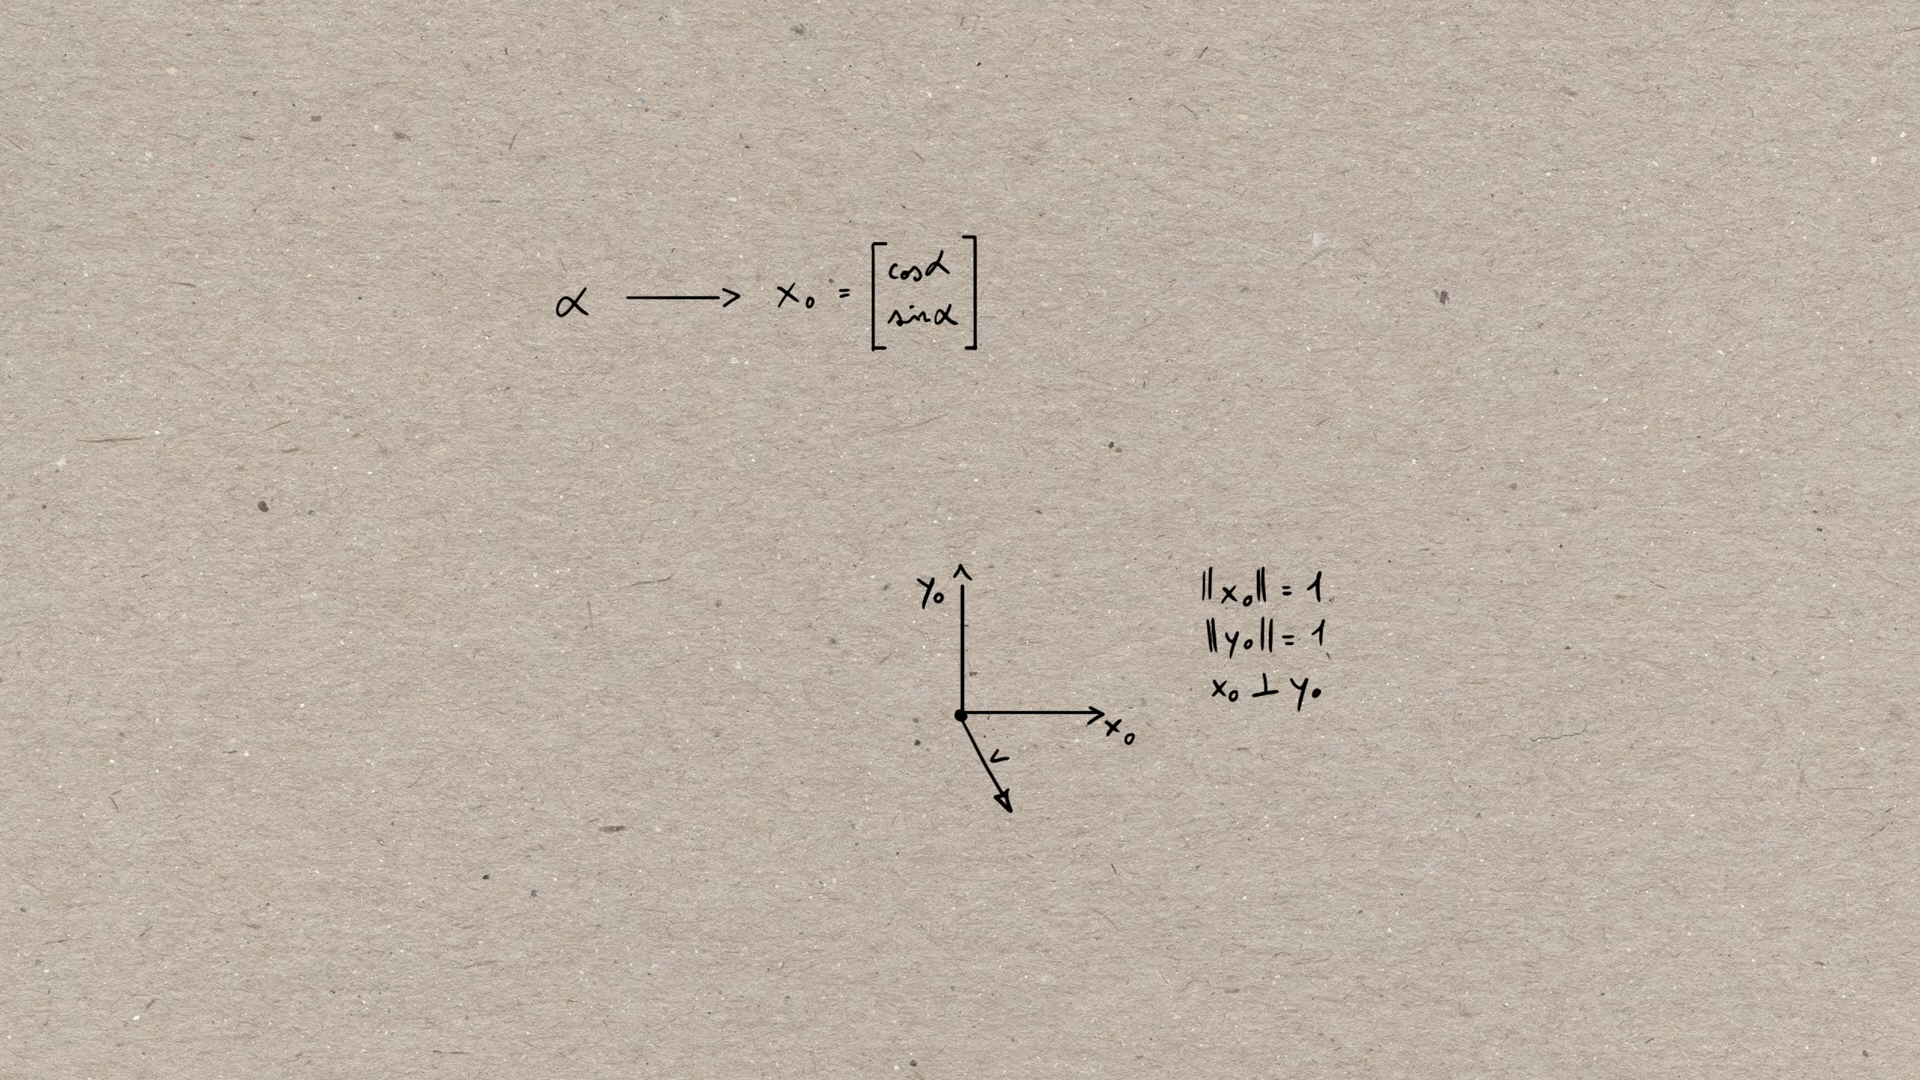 α → x₀ = [cosα
sinα]
y₀
x₀
‖x₀‖ = 1
‖y₀‖ = 1
x₀ ⊥ y₀